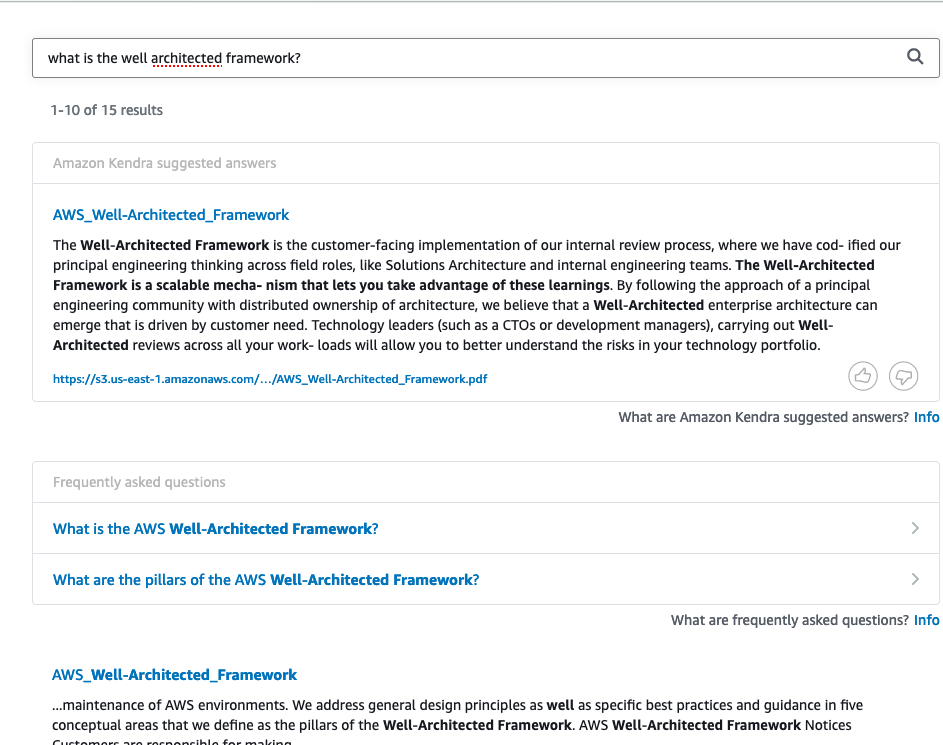 what is the well architected framework?
1-10 of 15 results
Amazon Kendra suggested answers
AWS_Well-Architected_Framework
The Well-Architected Framework is the customer-facing implementation of our internal review process, where we have cod- ified our
principal engineering thinking across field roles, like Solutions Architecture and internal engineering teams. The Well-Architected
Framework is a scalable mecha- nism that lets you take advantage of these learnings. By following the approach of a principal
engineering community with distributed ownership of architecture, we believe that a Well-Architected enterprise architecture can
emerge that is driven by customer need. Technology leaders (such as a CTOs or development managers), carrying out Well-
Architected reviews across all your work- loads will allow you to better understand the risks in your technology portfolio.
https://s3.us-east-1.amazonaws.com/.../AWS_Well-Architected_Framework.pdf
What are Amazon Kendra suggested answers? Info
Frequently asked questions
What is the AWS Well-Architected Framework?
What are the pillars of the AWS Well-Architected Framework?
What are frequently asked questions? Info
AWS_Well-Architected_Framework
...maintenance of AWS environments. We address general design principles as well as specific best practices and guidance in five
conceptual areas that we define as the pillars of the Well-Architected Framework. AWS Well-Architected Framework Notices
Customers are responsible for making